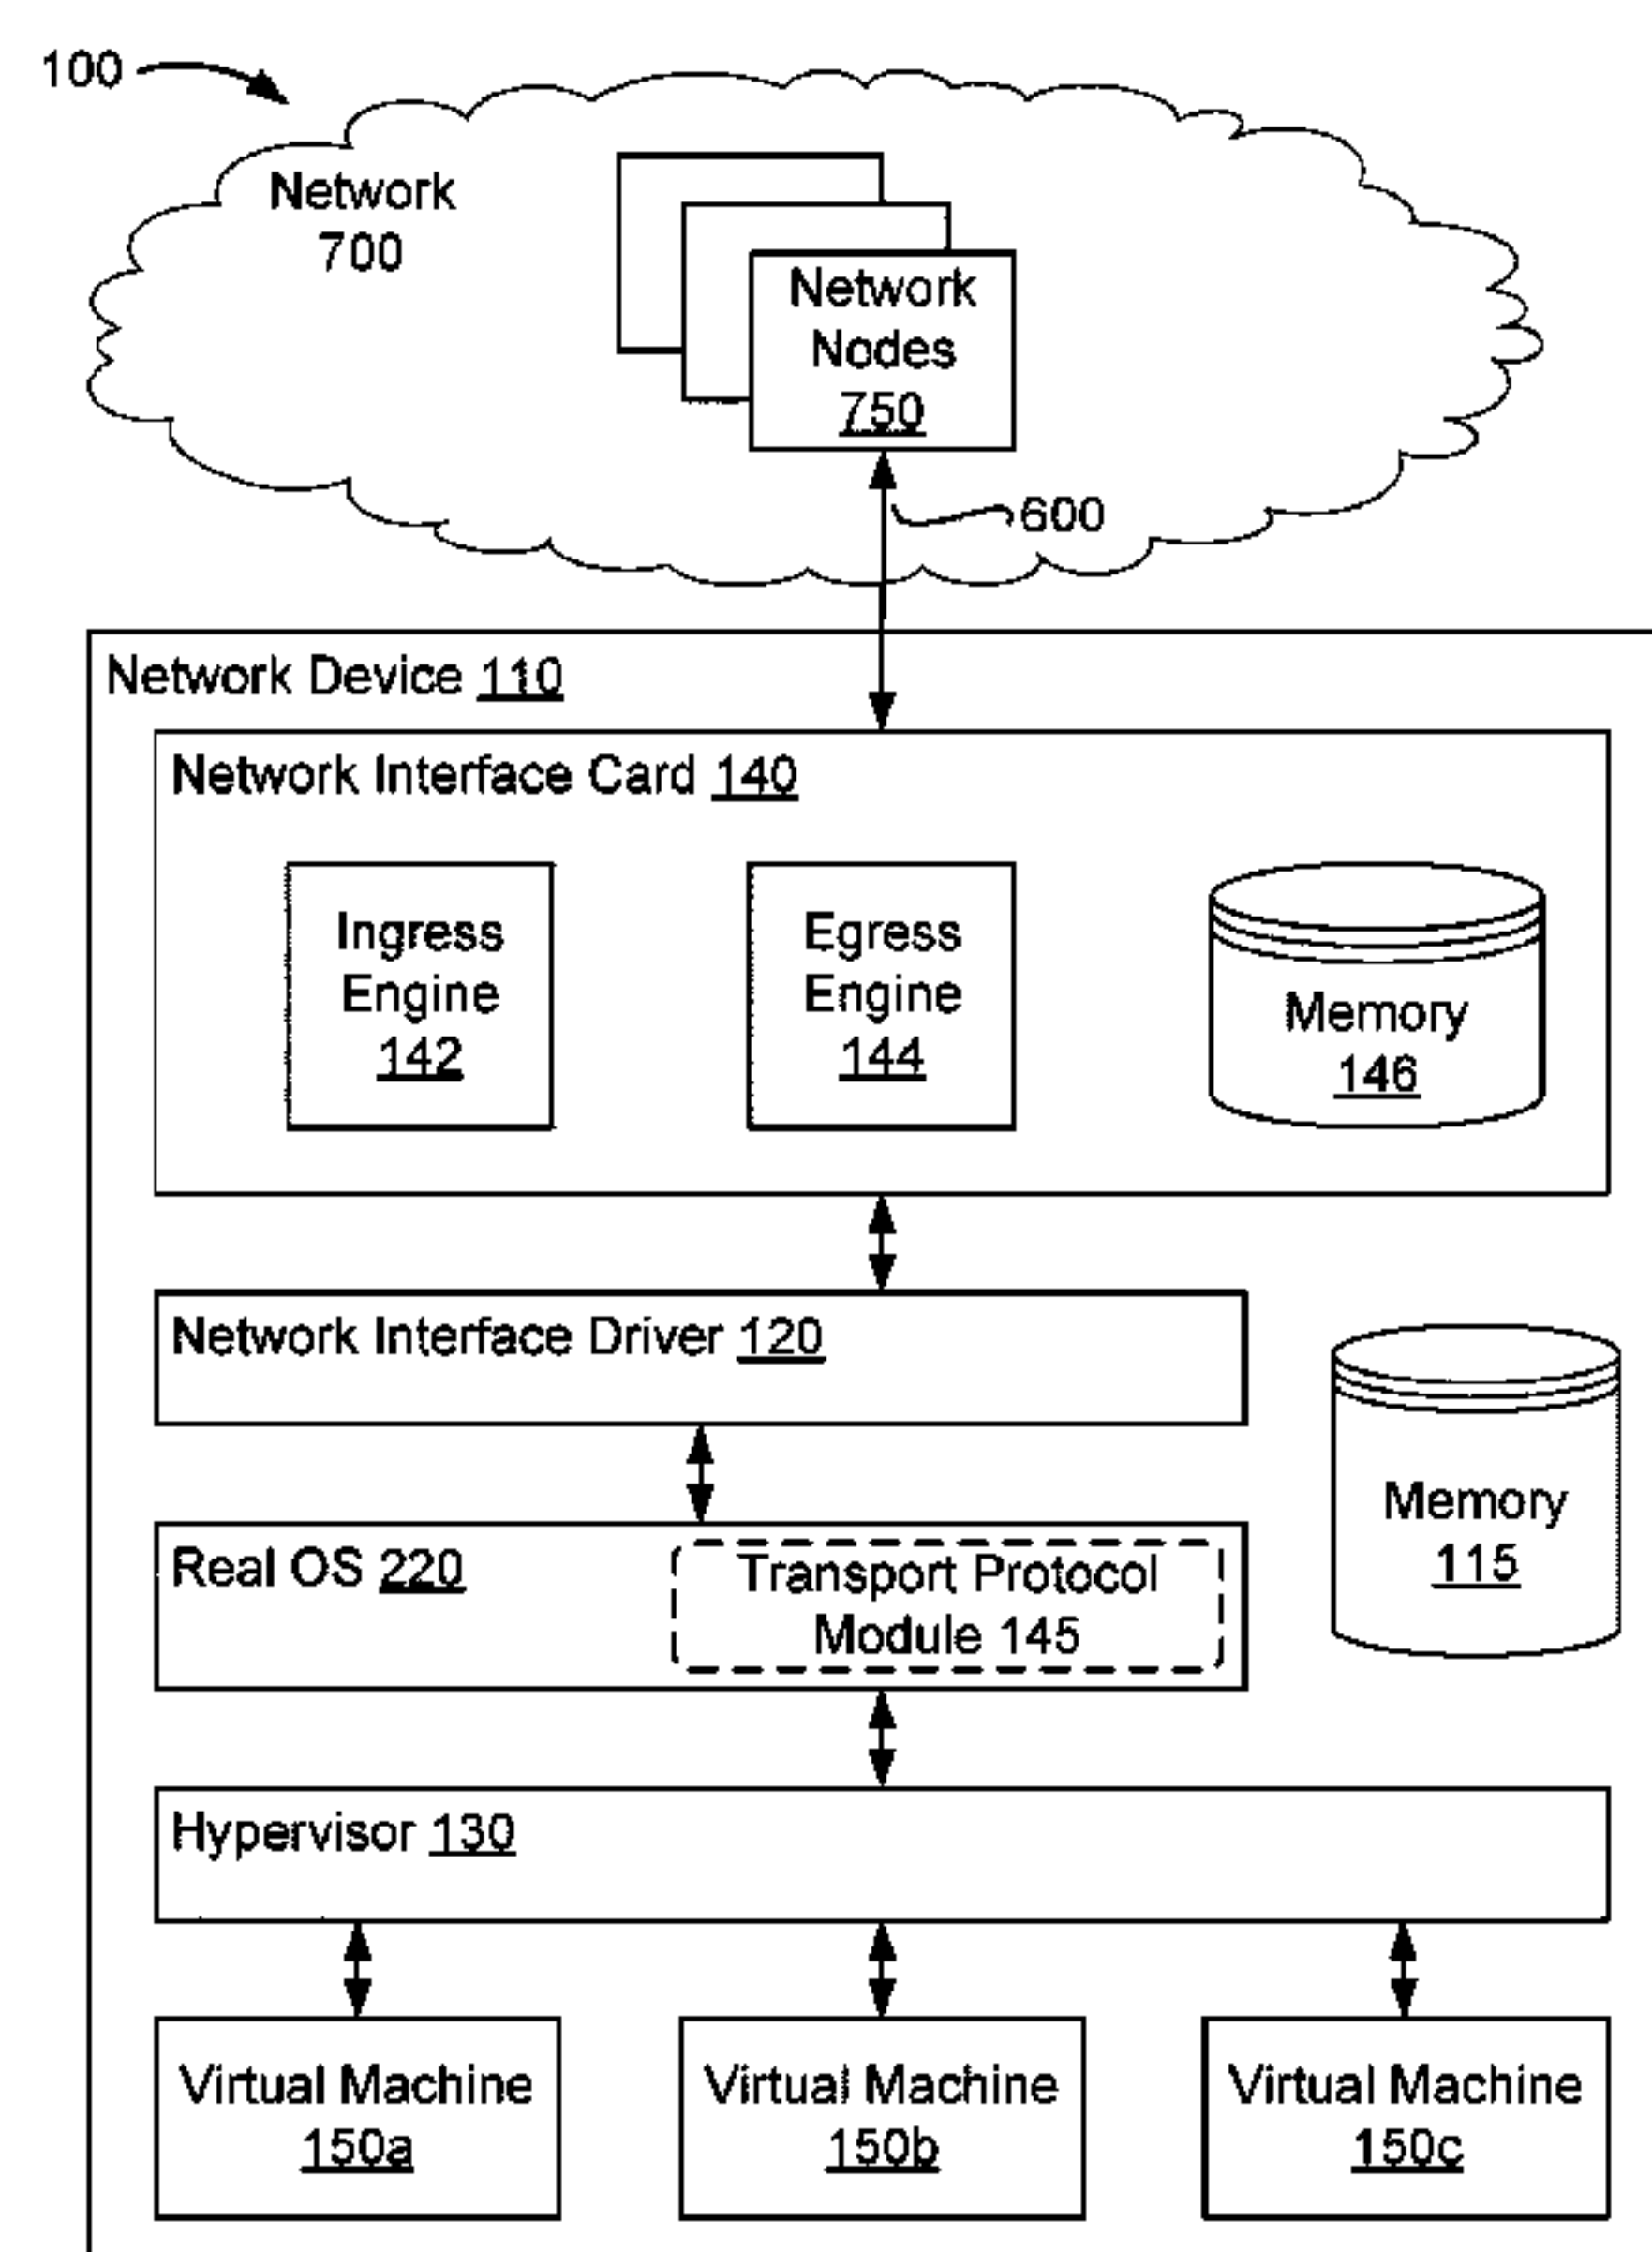 100
Network
700
Network
Nodes
750
600
Network Device 110
Network Interface Card 140
Ingress
Engine
142
Egress
Engine
144
Memory
146
Network Interface Driver 120
Memory
115
Real OS 220
Transport Protocol
Module 145
Hypervisor 130
Virtual Machine
150a
Virtual Machine
150b
Virtual Machine
150c